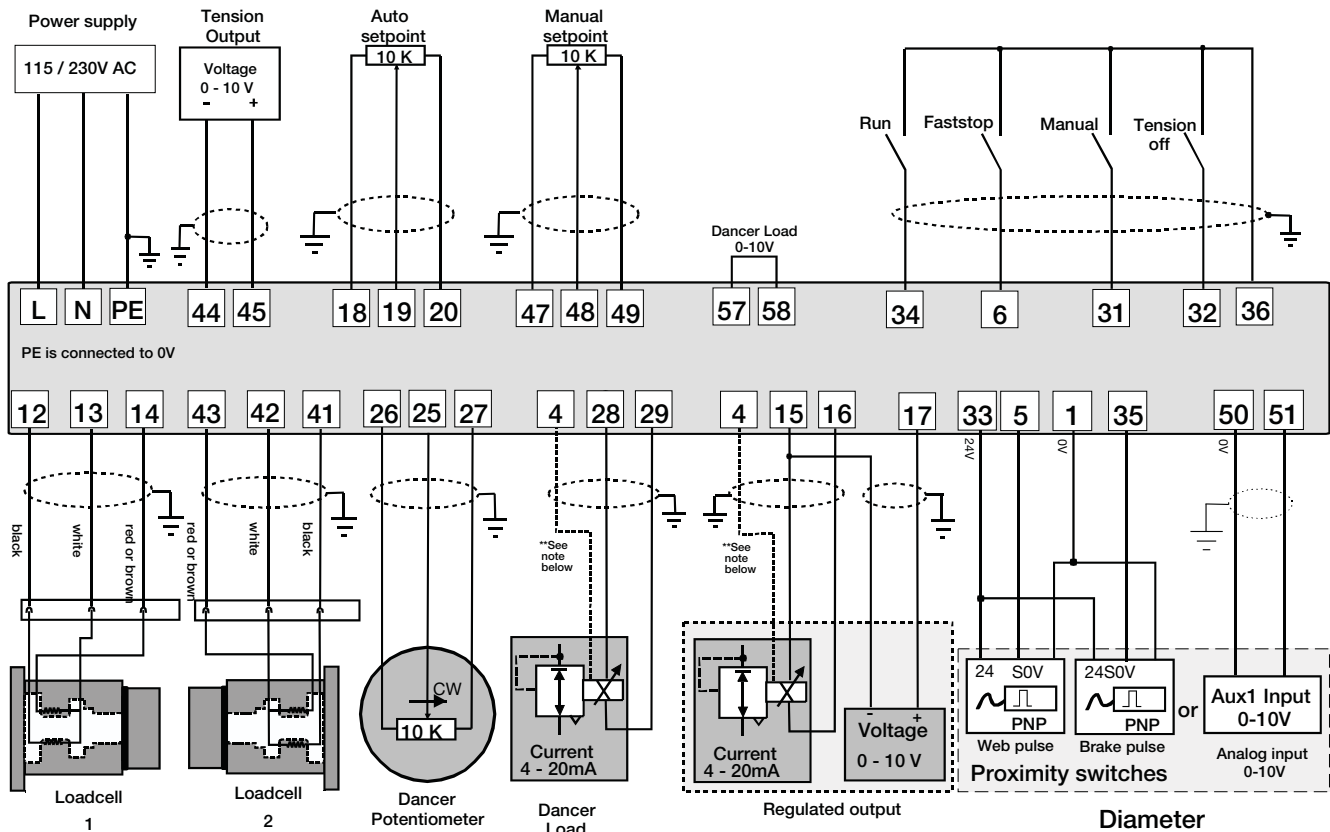 Power supply
115 / 230V AC
Tension
Output
Voltage
0 - 10 V
- +
Auto
setpoint
10 K
Manual
setpoint
10 K
Run
Faststop
Manual
Tension
off
Dancer Load
0-10V
L N PE 44 45 18 19 20 47 48 49 57 58 34 6 31 32 36
PE is connected to 0V
12 13 14 43 42 41 26 25 27 4 28 29 4 15 16 17 33 5 1 35 50 51
24V
0V
0V
black
white
red or brown
red or brown
white
black
**See
note
below
**See
note
below
CW
10 K
Current
4 - 20mA
Current
4 - 20mA
- +
Voltage
0 - 10 V
24 S0V
PNP
Web pulse
24S0V
PNP
Brake pulse
or
Aux1 Input
0-10V
Analog input
0-10V
Proximity switches
Loadcell
1
Loadcell
2
Dancer
Potentiometer
Dancer
Load
Regulated output
Diameter